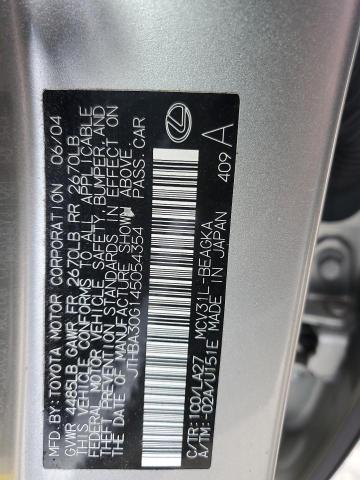 MFD. BY: TOYOTA MOTOR CORPORATION 06/04
GVWR 4485LB GAWR FR 2670LB RR 2670LB
THIS VEHICLE CONFORMS TO ALL APPLICABLE
FEDERAL MOTOR VEHICLE SAFETY, BUMPER, AND
THEFT PREVENTION STANDARDS IN EFFECT ON
THE DATE OF MANUFACTURE SHOWN ABOVE.
JTHBA30G145054354 PASS. CAR
C/TR: 1C0/LA27 MCV31L-BEAGKA
A/TM: -02A/U151E MADE IN JAPAN 409 A